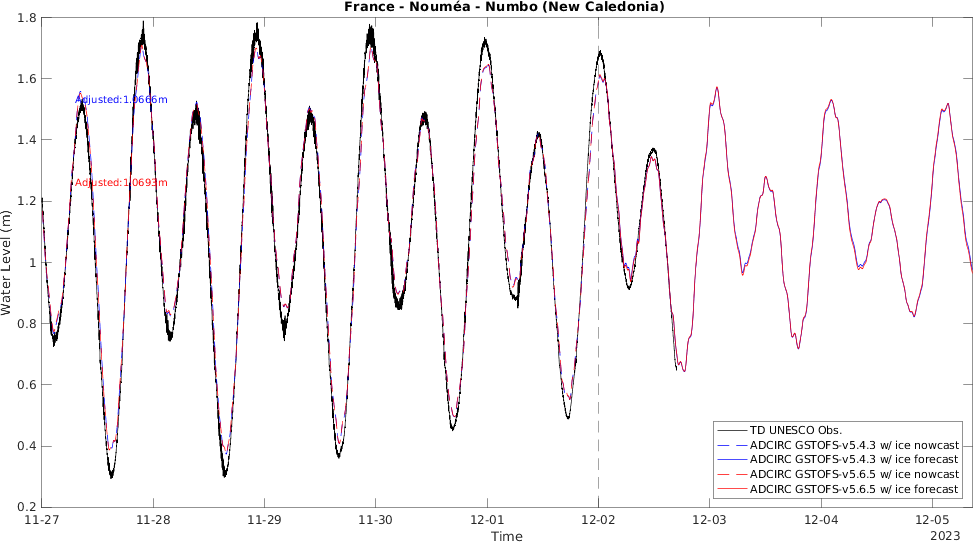 France - Nouméa - Numbo (New Caledonia)
1.8
1.6
1.4
1.2
1
0.8
0.6
0.4
0.2
Water Level (m)
Adjusted:1.0666m
Adjusted:1.0693m
TD UNESCO Obs.
ADCIRC GSTOFS-v5.4.3 w/ ice nowcast
ADCIRC GSTOFS-v5.4.3 w/ ice forecast
ADCIRC GSTOFS-v5.6.5 w/ ice nowcast
ADCIRC GSTOFS-v5.6.5 w/ ice forecast
11-27 11-28 11-29 11-30 12-01 12-02 12-03 12-04 12-05
Time
2023